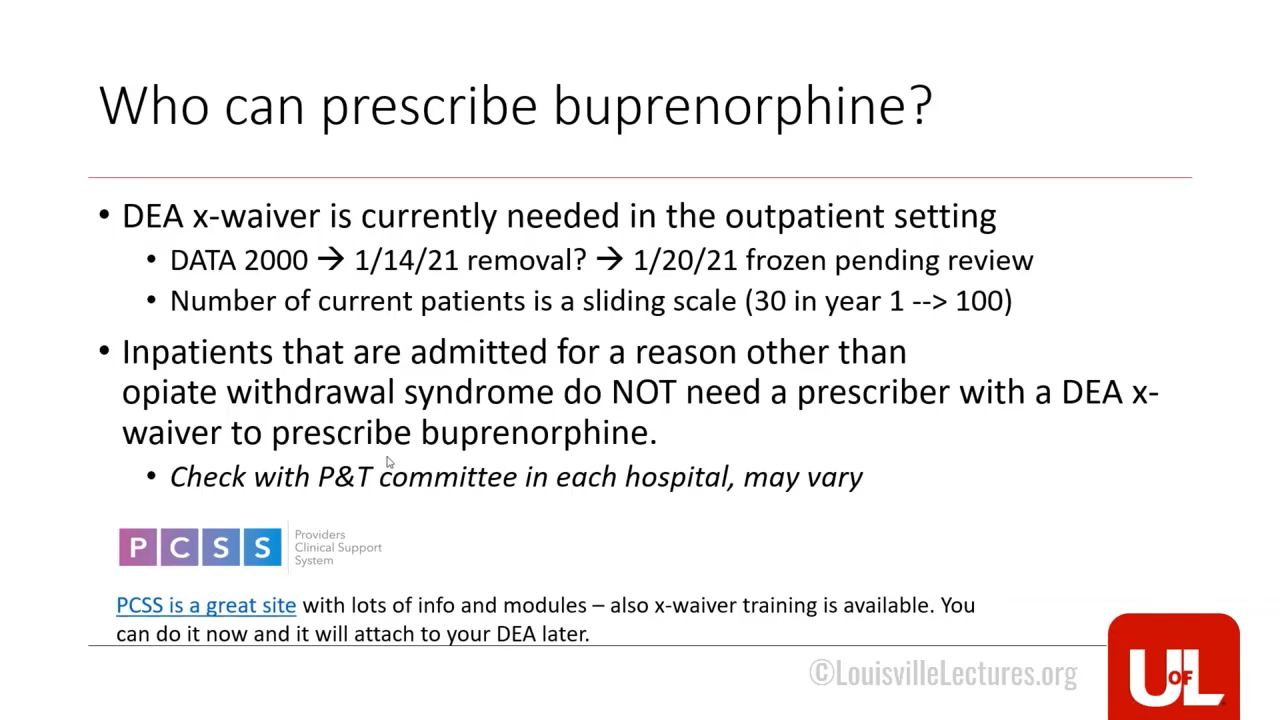 Who can prescribe buprenorphine?
• DEA x-waiver is currently needed in the outpatient setting
• DATA 2000 → 1/14/21 removal? → 1/20/21 frozen pending review
• Number of current patients is a sliding scale (30 in year 1 --> 100)
• Inpatients that are admitted for a reason other than
opiate withdrawal syndrome do NOT need a prescriber with a DEA x-
waiver to prescribe buprenorphine.
• Check with P&T committee in each hospital, may vary
PCSS
Providers
Clinical Support
System
PCSS is a great site with lots of info and modules – also x-waiver training is available. You
can do it now and it will attach to your DEA later.
©LouisvilleLectures.org
U OF L